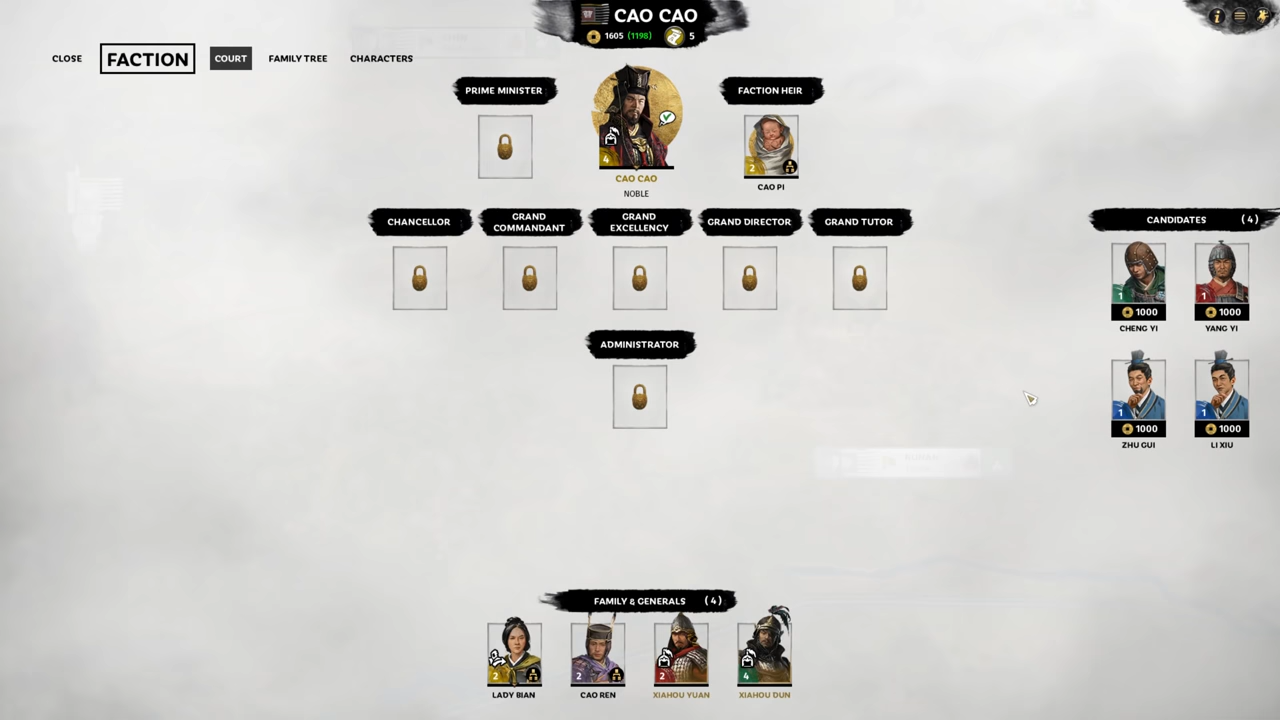 CAO CAO
1605 (1198) 5
CLOSE FACTION COURT FAMILY TREE CHARACTERS
PRIME MINISTER
FACTION HEIR
4
2
CAO CAO
NOBLE
CAO PI
CHANCELLOR
GRAND
COMMANDANT
GRAND
EXCELLENCY
GRAND DIRECTOR
GRAND TUTOR
ADMINISTRATOR
CANDIDATES (4)
1 1
1000 1000
CHENG YI YANG YI
1 1
1000 1000
ZHU GUI LI XIU
FAMILY & GENERALS (4)
2 2 2 4
LADY BIAN CAO REN XIAHOU YUAN XIAHOU DUN